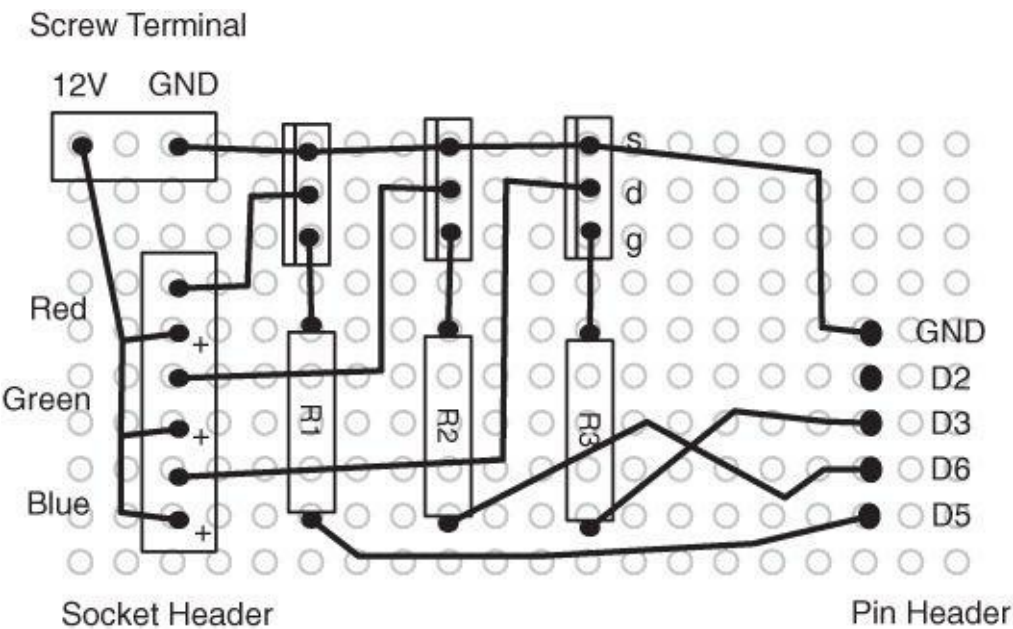 Screw Terminal
12V GND
s
d
g
Red
+
Green
+
Blue
+
R1
R2
R3
GND
D2
D3
D6
D5
Socket Header
Pin Header